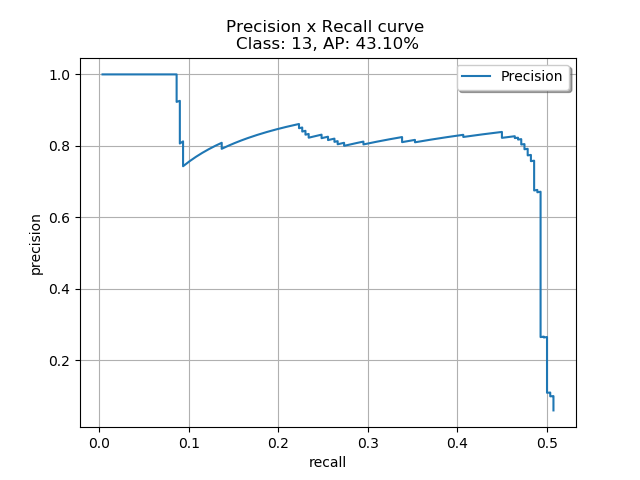 Precision x Recall curve
Class: 13, AP: 43.10%
Precision
precision
1.0
0.8
0.6
0.4
0.2
0.0 0.1 0.2 0.3 0.4 0.5
recall